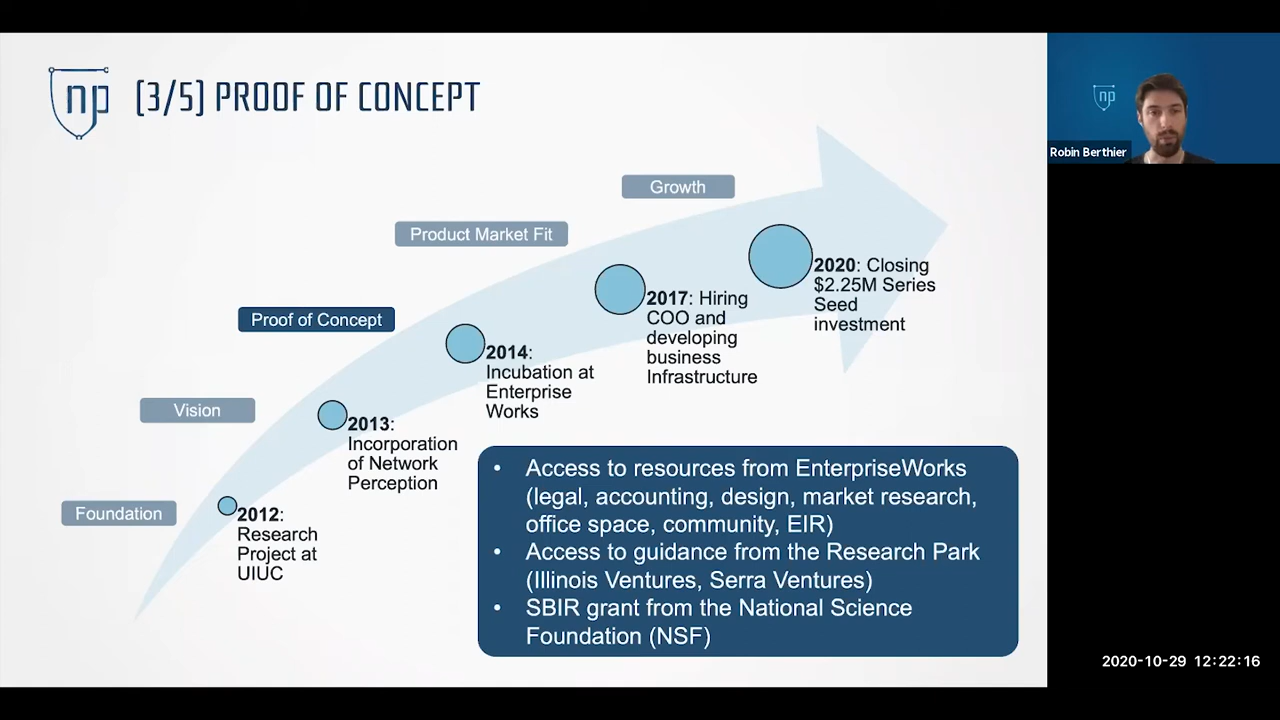 np
[3/5] PROOF OF CONCEPT
np
Robin Berthier
Growth
Product Market Fit
2020: Closing
$2.25M Series
Seed
investment
2017: Hiring
COO and
developing
business
Infrastructure
Proof of Concept
2014:
Incubation at
Enterprise
Works
Vision
2013:
Incorporation
of Network
Perception
Foundation
2012:
Research
Project at
UIUC
• Access to resources from EnterpriseWorks
(legal, accounting, design, market research,
office space, community, EIR)
• Access to guidance from the Research Park
(Illinois Ventures, Serra Ventures)
• SBIR grant from the National Science
Foundation (NSF)
2020-10-29 12:22:16